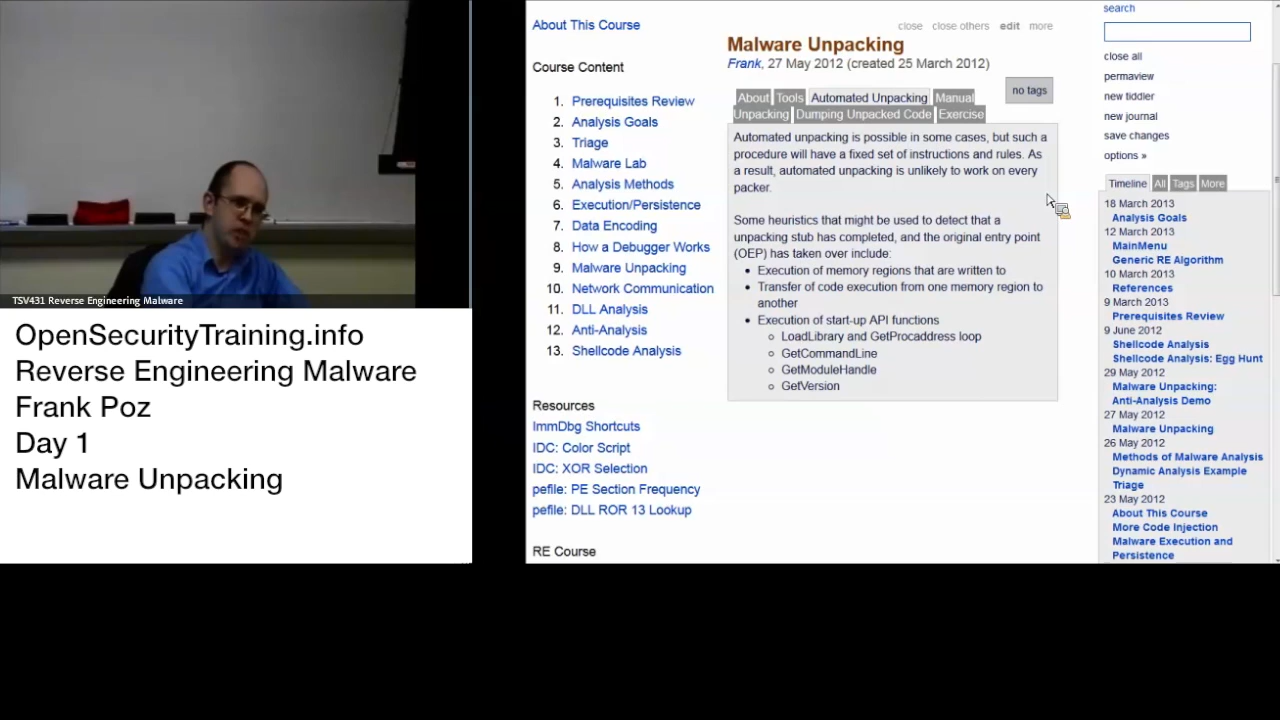 TSV431 Reverse Engineering Malware
OpenSecurityTraining.info
Reverse Engineering Malware
Frank Poz
Day 1
Malware Unpacking
About This Course
Course Content
1. Prerequisites Review
2. Analysis Goals
3. Triage
4. Malware Lab
5. Analysis Methods
6. Execution/Persistence
7. Data Encoding
8. How a Debugger Works
9. Malware Unpacking
10. Network Communication
11. DLL Analysis
12. Anti-Analysis
13. Shellcode Analysis
Resources
ImmDbg Shortcuts
IDC: Color Script
IDC: XOR Selection
pefile: PE Section Frequency
pefile: DLL ROR 13 Lookup
RE Course
close close others edit more
Malware Unpacking
Frank, 27 May 2012 (created 25 March 2012)
no tags
About Tools Automated Unpacking Manual
Unpacking Dumping Unpacked Code Exercise
Automated unpacking is possible in some cases, but such a
procedure will have a fixed set of instructions and rules. As
a result, automated unpacking is unlikely to work on every
packer.
Some heuristics that might be used to detect that a
unpacking stub has completed, and the original entry point
(OEP) has taken over include:
• Execution of memory regions that are written to
• Transfer of code execution from one memory region to
another
• Execution of start-up API functions
○ LoadLibrary and GetProcaddress loop
○ GetCommandLine
○ GetModuleHandle
○ GetVersion
search
close all
permaview
new tiddler
new journal
save changes
options »
Timeline All Tags More
18 March 2013
Analysis Goals
12 March 2013
MainMenu
Generic RE Algorithm
10 March 2013
References
9 March 2013
Prerequisites Review
9 June 2012
Shellcode Analysis
Shellcode Analysis: Egg Hunt
29 May 2012
Malware Unpacking:
Anti-Analysis Demo
27 May 2012
Malware Unpacking
26 May 2012
Methods of Malware Analysis
Dynamic Analysis Example
Triage
23 May 2012
About This Course
More Code Injection
Malware Execution and
Persistence